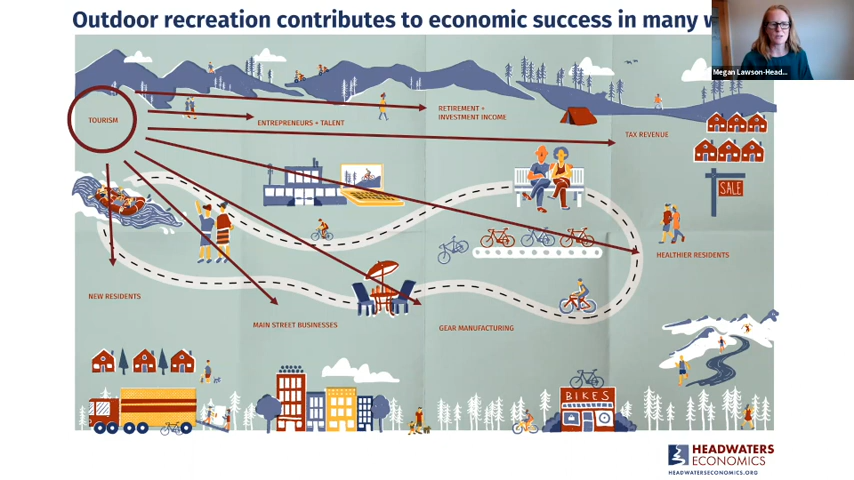 Outdoor recreation contributes to economic success in many
Megan Lawson-Head...
TOURISM
ENTREPRENEURS + TALENT
RETIREMENT +
INVESTMENT INCOME
TAX REVENUE
SALE
HEALTHIER RESIDENTS
NEW RESIDENTS
MAIN STREET BUSINESSES
GEAR MANUFACTURING
BIKES
HEADWATERS
ECONOMICS
HEADWATERSECONOMICS.ORG